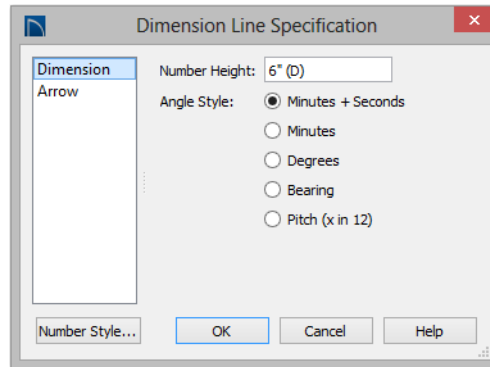 Dimension Line Specification
Dimension
Arrow
Number Height: 6" (D)
Angle Style: Minutes + Seconds
Minutes
Degrees
Bearing
Pitch (x in 12)
Number Style... OK Cancel Help